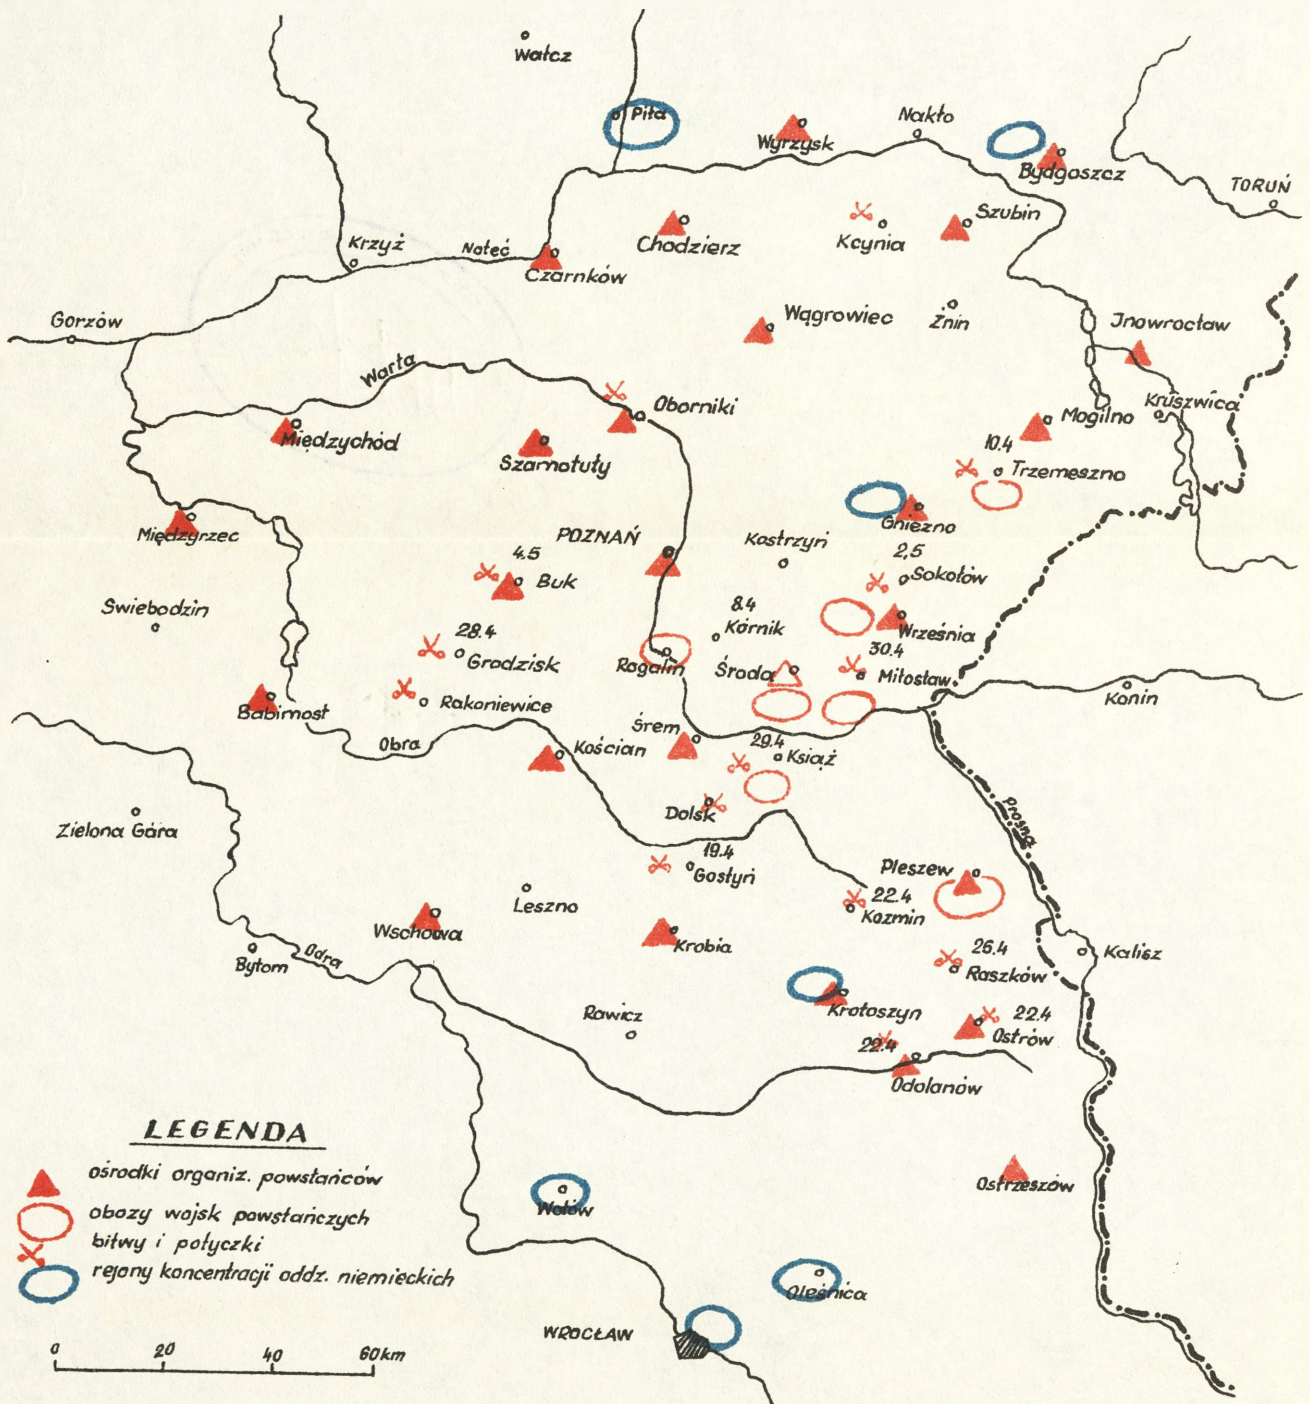 Wałcz
Piła
Wyrzysk
Nakło
Bydgoszcz
TORUŃ
Krzyż
Noteć
Czarnków
Chodzierz
Kcynia
Szubin
Gorzów
Wągrowiec
Żnin
Jnowrocław
Warta
Oborniki
Międzychód
Szamotuły
Mogilno
Kruszwica
10.4
Trzemeszno
Międzyrzec
POZNAŃ
Kostrzyń
Gniezno
4.5
Buk
2,5
Sokołów
Swiebodzin
28.4
Grodzisk
8.4
Kórnik
Września
Rogalin
Środa
30.4
Miłosław
Konin
Babimost
Rakoniewice
Obra
Kościan
Śrem
29.4
Książ
Dolsk
Prosna
Zielona Góra
19.4
Gostyń
Pleszew
22.4
Kozmin
Leszno
Wschowa
Krobia
Bytom
Odra
26.4
Raszków
Kalisz
Rawicz
Krotoszyn
22.4
Ostrów
22.4
Odolanów
Ostrzeszów
Wołów
Oleśnica
WROCŁAW
LEGENDA
ośrodki organiz. powstańców
obozy wojsk powstańczych
bitwy i potyczki
rejony koncentracji oddz. niemieckich
0 20 40 60 km